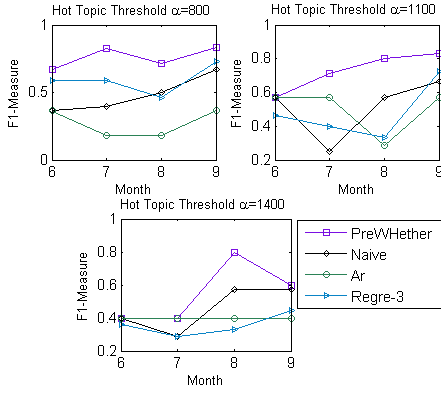 Hot Topic Threshold α=800
1
0.5
0
F1-Measure
6 7 8 9
Month
Hot Topic Threshold α=1100
1
0.8
0.6
0.4
0.2
F1-Measure
6 7 8 9
Month
Hot Topic Threshold α=1400
1
0.8
0.6
0.4
0.2
F1-Measure
6 7 8 9
Month
PreWHether
Naive
Ar
Regre-3